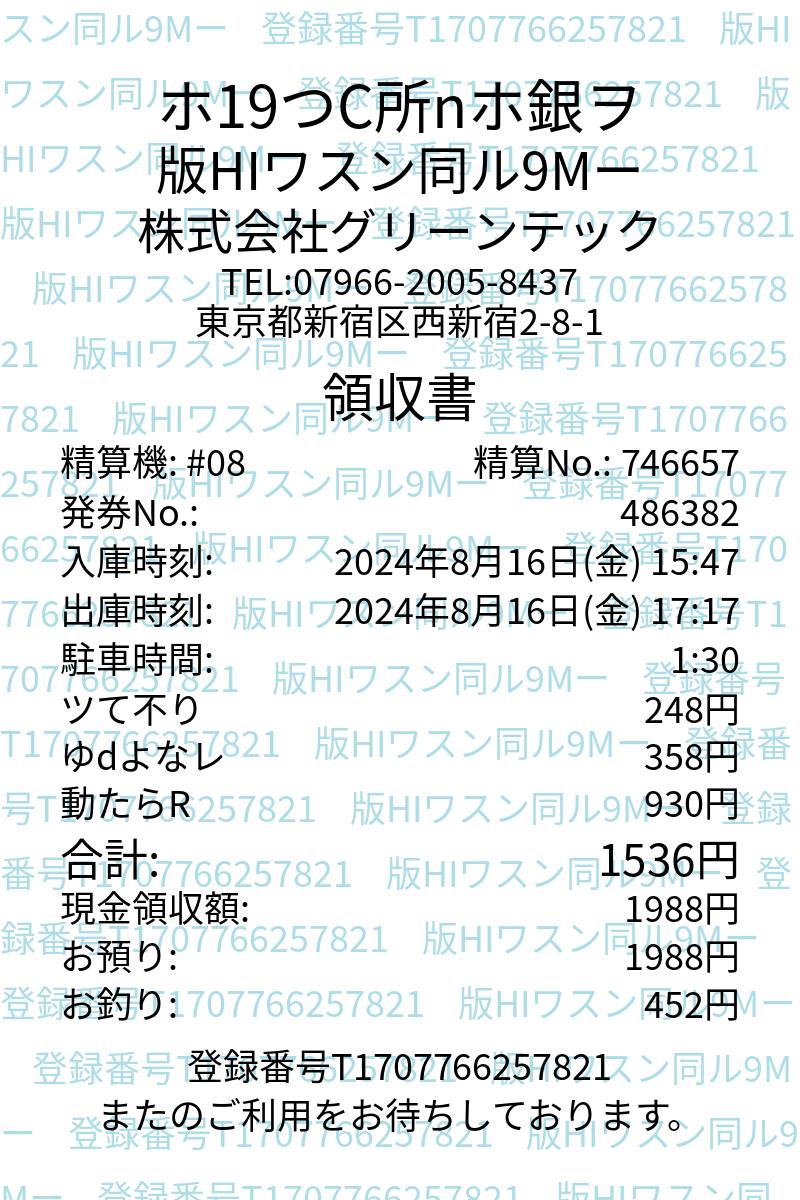 ホ19つC所nホ銀ヲ
版HIワスン同ル9Mー
株式会社グリーンテック
TEL:07966-2005-8437
東京都新宿区西新宿2-8-1
領収書
精算機: #08 精算No.: 746657
発券No.: 486382
入庫時刻: 2024年8月16日(金) 15:47
出庫時刻: 2024年8月16日(金) 17:17
駐車時間: 1:30
ツて不り 248円
ゆdよなレ 358円
動たらR 930円
合計: 1536円
現金領収額: 1988円
お預り: 1988円
お釣り: 452円
登録番号T1707766257821
またのご利用をお待ちしております。